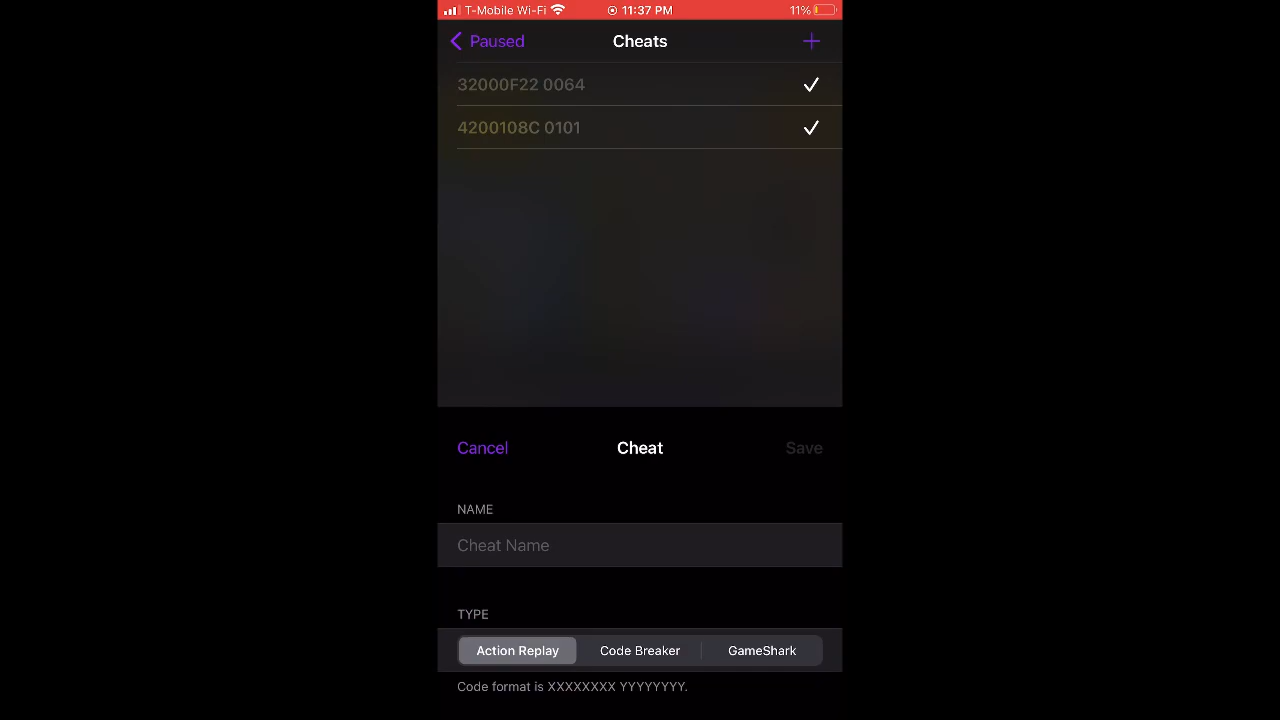 T-Mobile Wi-Fi 11:37 PM 11%
Paused Cheats +
32000F22 0064
4200108C 0101
Cancel Cheat Save
NAME
Cheat Name
TYPE
Action Replay Code Breaker GameShark
Code format is XXXXXXXX YYYYYYYY.